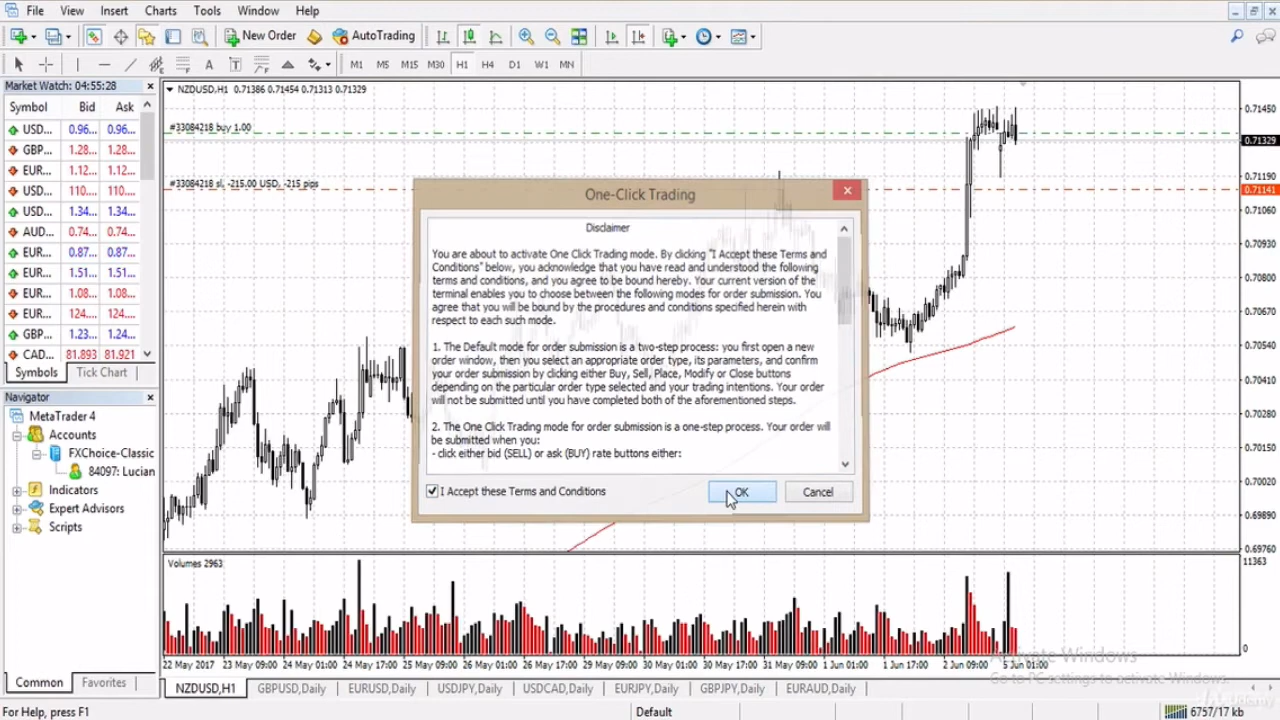 File View Insert Charts Tools Window Help
New Order AutoTrading
A T M1 M5 M15 M30 H1 H4 D1 W1 MN
Market Watch: 04:55:28
Symbol Bid Ask
USD... 0.96... 0.96...
GBP... 1.28... 1.28...
EUR... 1.12... 1.12...
USD... 110.... 110....
USD... 1.34... 1.34...
AUD... 0.74... 0.74...
EUR... 0.87... 0.87...
EUR... 1.51... 1.51...
EUR... 1.08... 1.08...
EUR... 124.... 124....
GBP... 1.23... 1.24...
CAD... 81.893 81.921
Symbols Tick Chart
Navigator
MetaTrader 4
Accounts
FXChoice-Classic
84097: Lucian
Indicators
Expert Advisors
Scripts
Common Favorites
NZDUSD,H1 0.71386 0.71454 0.71313 0.71329
#33084218 buy 1.00
#33084218 sl, -215.00 USD, -215 pips
0.71450
0.71329
0.71190
0.71141
0.71060
0.70930
0.70800
0.70670
0.70540
0.70410
0.70280
0.70150
0.70020
0.69890
0.69760
One-Click Trading
Disclaimer
You are about to activate One Click Trading mode. By clicking "I Accept these Terms and
Conditions" below, you acknowledge that you have read and understood the following
terms and conditions, and you agree to be bound hereby. Your current version of the
terminal enables you to choose between the following modes for order submission. You
agree that you will be bound by the procedures and conditions specified herein with
respect to each such mode.
1. The Default mode for order submission is a two-step process: you first open a new
order window, then you select an appropriate order type, its parameters, and confirm
your order submission by clicking either Buy, Sell, Place, Modify or Close buttons
depending on the particular order type selected and your trading intentions. Your order
will not be submitted until you have completed both of the aforementioned steps.
2. The One Click Trading mode for order submission is a one-step process. Your order will
be submitted when you:
- click either bid (SELL) or ask (BUY) rate buttons either:
I Accept these Terms and Conditions
OK Cancel
Volumes 2963
11363
0
22 May 2017 23 May 09:00 24 May 01:00 24 May 17:00 25 May 09:00 26 May 01:00 26 May 17:00 29 May 09:00 30 May 01:00 30 May 17:00 31 May 09:00 1 Jun 01:00 1 Jun 17:00 2 Jun 09:00 5 Jun 01:00
Activate Windows
Go to PC settings to activate Windows.
NZDUSD,H1 GBPUSD,Daily EURUSD,Daily USDJPY,Daily USDCAD,Daily EURJPY,Daily GBPJPY,Daily EURAUD,Daily
Udemy
For Help, press F1 Default 6757/17 kb